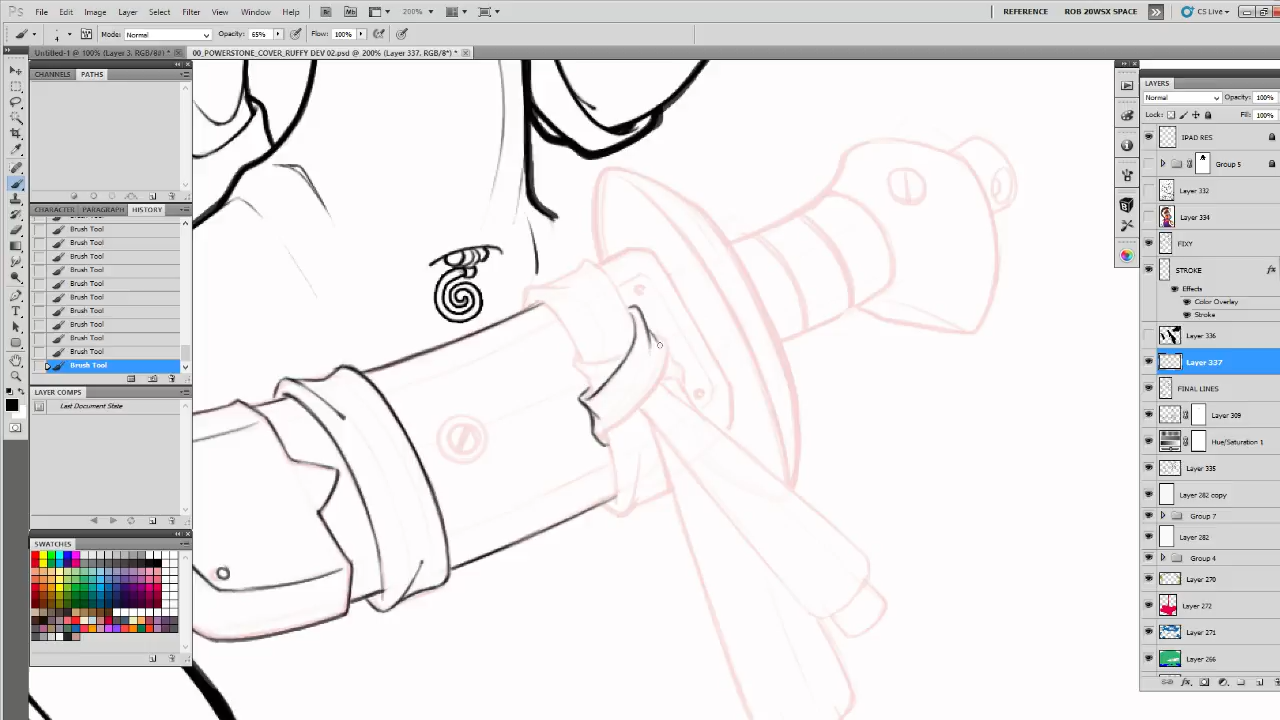 Ps File Edit Image Layer Select Filter View Window Help Br Mb 200% REFERENCE ROB 20WSX SPACE CS Live
Mode: Normal Opacity: 65% Flow: 100%
Untitled-1 @ 100% (Layer 3, RGB/8#) * 00_POWERSTONE_COVER_RUFFY DEV 02.psd @ 200% (Layer 337, RGB/8*) *
CHANNELS PATHS
CHARACTER PARAGRAPH HISTORY
Brush Tool
Brush Tool
Brush Tool
Brush Tool
Brush Tool
Brush Tool
Brush Tool
Brush Tool
Brush Tool
Brush Tool
Brush Tool
LAYER COMPS
Last Document State
SWATCHES
LAYERS
Normal Opacity: 100%
Lock: Fill: 100%
IPAD RES
Group 5
Layer 332
Layer 334
FIXY
STROKE fx
Effects
Color Overlay
Stroke
Layer 336
Layer 337
FINAL LINES
Layer 309
Hue/Saturation 1
Layer 335
Layer 282 copy
Group 7
Layer 282
Group 4
Layer 270
Layer 272
Layer 271
Layer 266